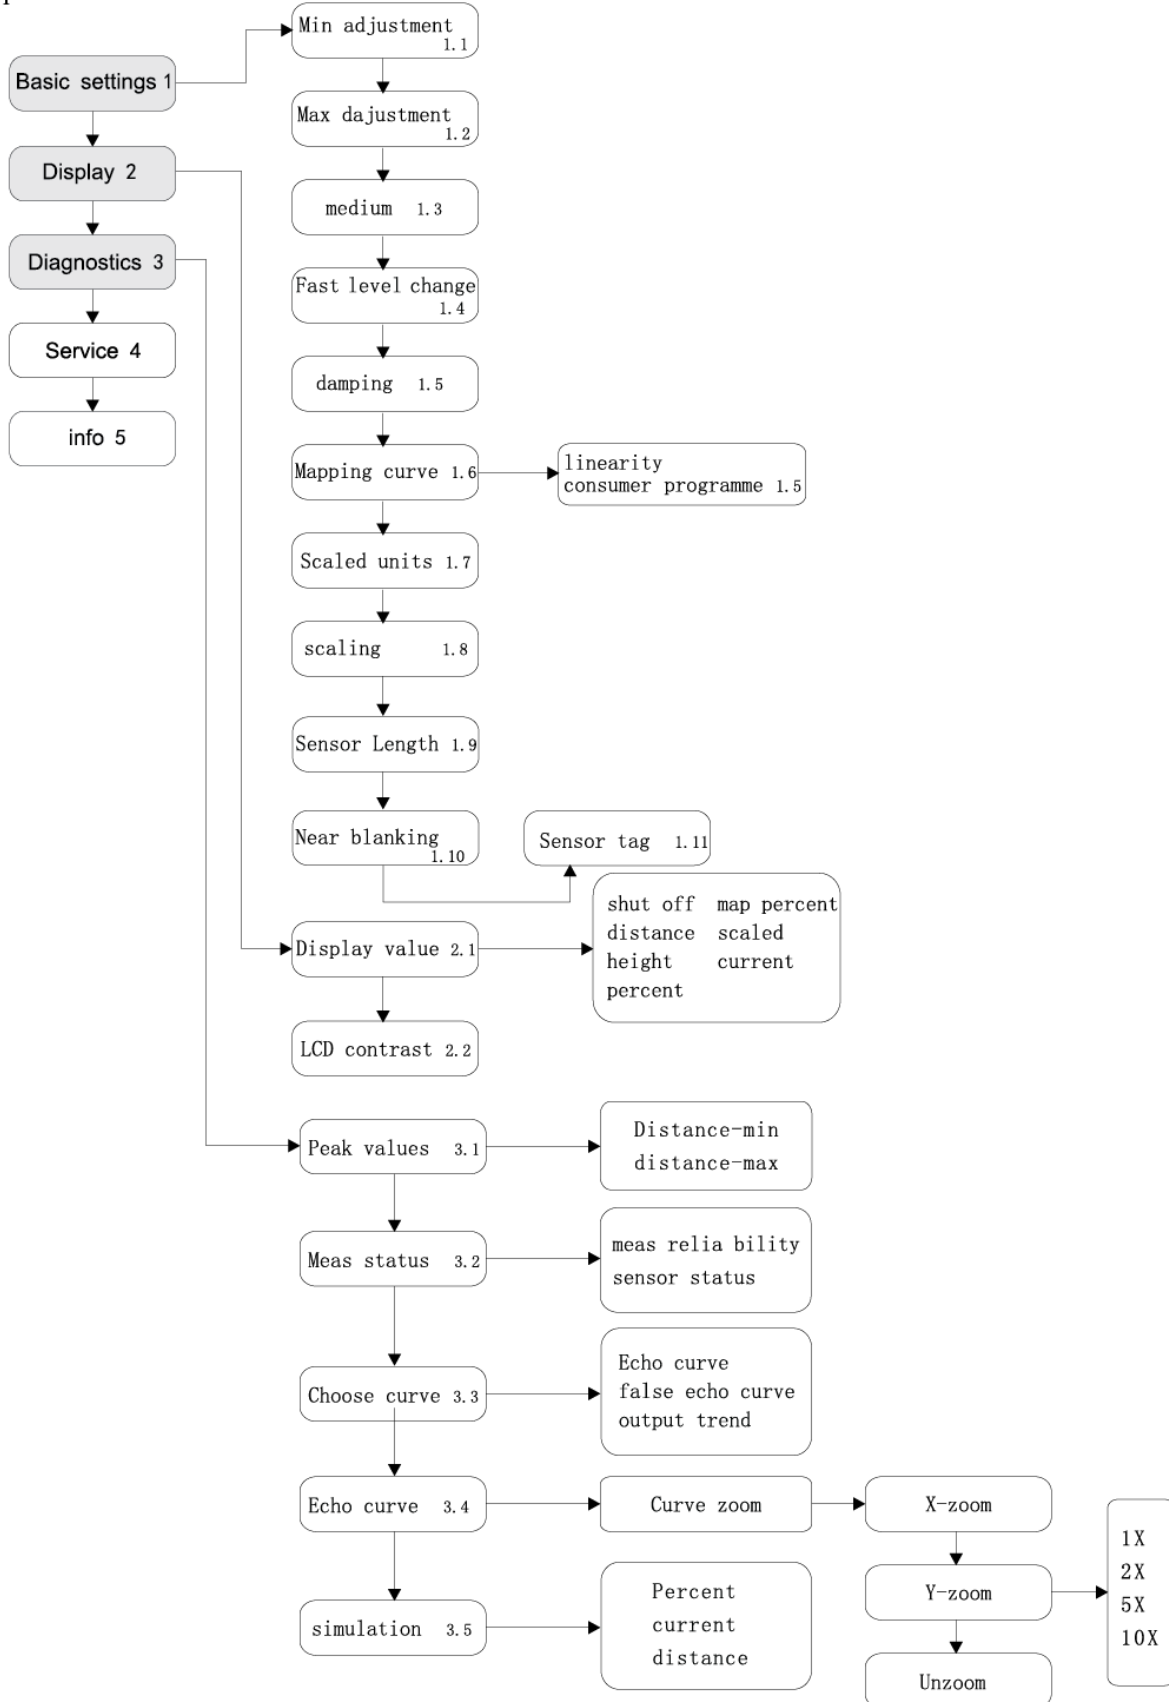 Basic settings 1
Display 2
Diagnostics 3
Service 4
info 5
Min adjustment
1.1
Max dajustment
1.2
medium 1.3
Fast level change
1.4
damping 1.5
Mapping curve 1.6
linearity
consumer programme 1.5
Scaled units 1.7
scaling 1.8
Sensor Length 1.9
Near blanking
1.10
Sensor tag 1.11
Display value 2.1
shut off map percent
distance scaled
height current
percent
LCD contrast 2.2
Peak values 3.1
Distance-min
distance-max
Meas status 3.2
meas relia bility
sensor status
Choose curve 3.3
Echo curve
false echo curve
output trend
Echo curve 3.4
Curve zoom
X-zoom
Y-zoom
Unzoom
1X
2X
5X
10X
simulation 3.5
Percent
current
distance